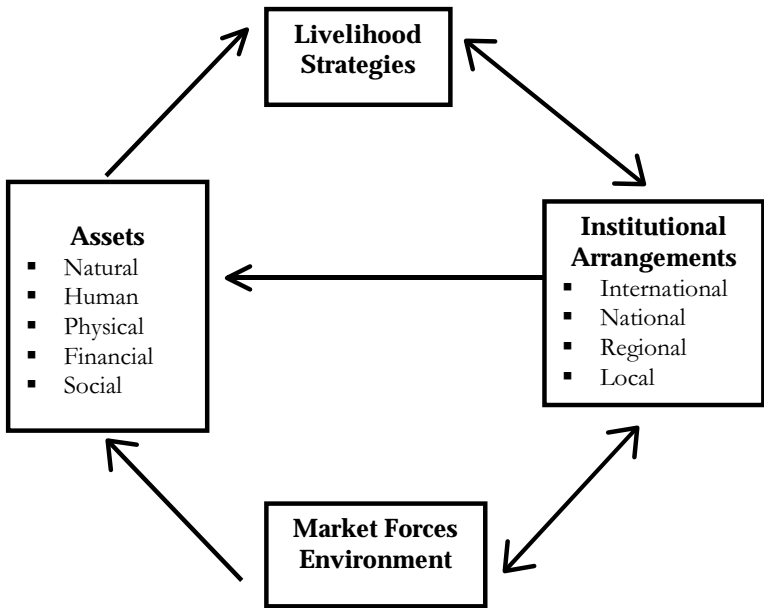 Livelihood
Strategies
Assets
▪ Natural
▪ Human
▪ Physical
▪ Financial
▪ Social
Institutional
Arrangements
▪ International
▪ National
▪ Regional
▪ Local
Market Forces
Environment